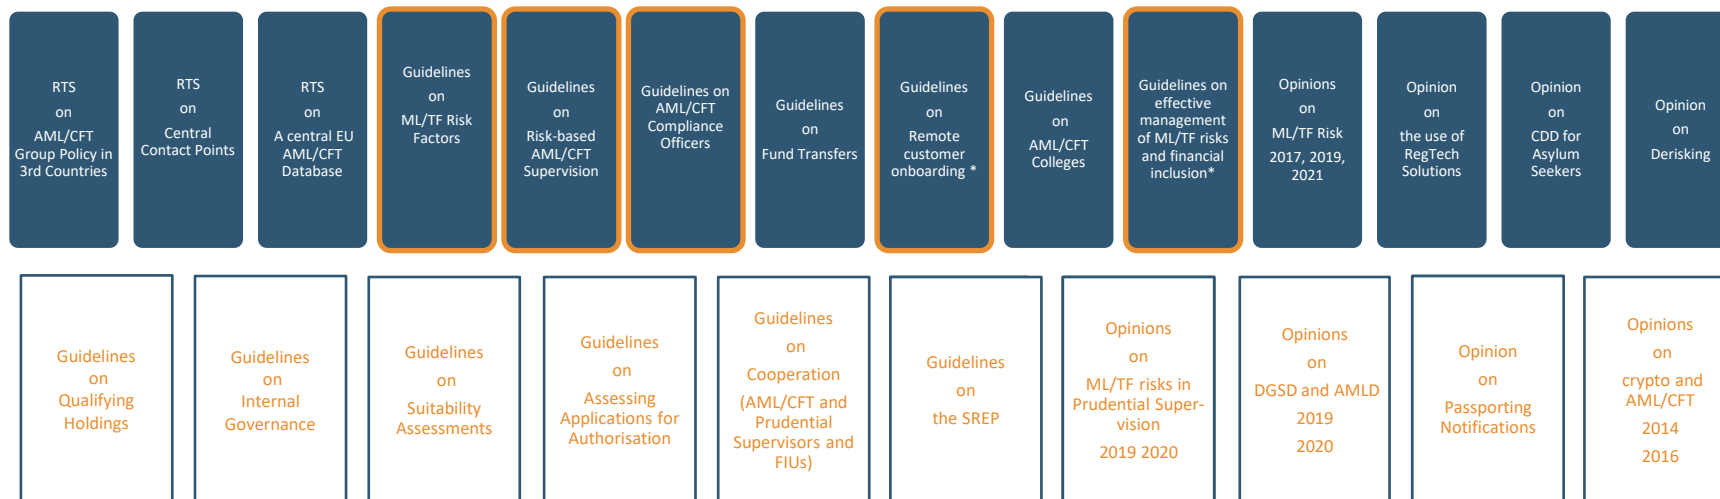 RTS
on
AML/CFT
Group Policy in
3rd Countries
RTS
on
Central
Contact Points
RTS
on
A central EU
AML/CFT
Database
Guidelines
on
ML/TF Risk
Factors
Guidelines
on
Risk-based
AML/CFT
Supervision
Guidelines on
AML/CFT
Compliance
Officers
Guidelines
on
Fund Transfers
Guidelines
on
Remote
customer
onboarding *
Guidelines
on
AML/CFT
Colleges
Guidelines on
effective
management
of ML/TF risks
and financial
inclusion*
Opinions
on
ML/TF Risk
2017, 2019,
2021
Opinion
on
the use of
RegTech
Solutions
Opinion
on
CDD for
Asylum
Seekers
Opinion
on
Derisking
Guidelines
on
Qualifying
Holdings
Guidelines
on
Internal
Governance
Guidelines
on
Suitability
Assessments
Guidelines
on
Assessing
Applications for
Authorisation
Guidelines
on
Cooperation
(AML/CFT and
Prudential
Supervisors and
FIUs)
Guidelines
on
the SREP
Opinions
on
ML/TF risks in
Prudential Super-
vision
2019 2020
Opinions
on
DGSD and AMLD
2019
2020
Opinion
on
Passporting
Notifications
Opinions
on
crypto and
AML/CFT
2014
2016